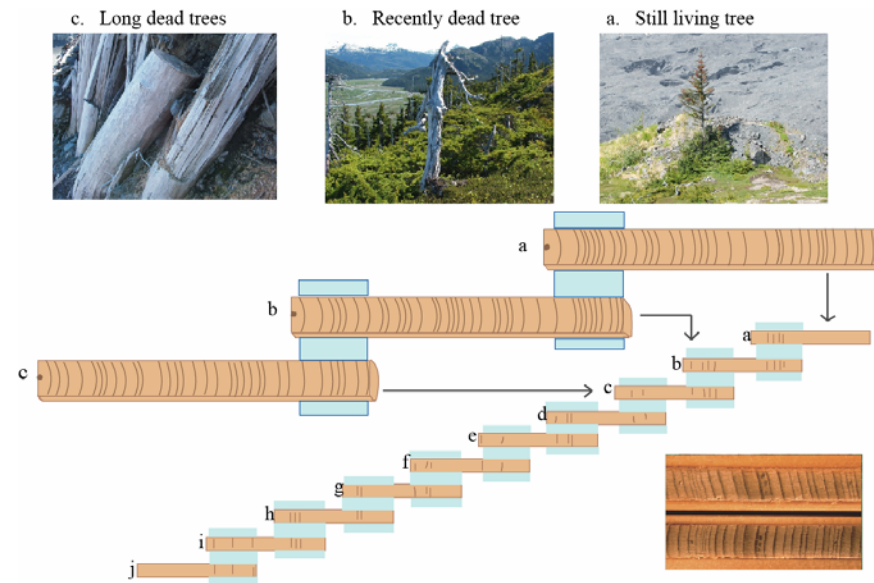 c. Long dead trees
b. Recently dead tree
a. Still living tree
a
b
c
a
b
c
d
e
f
g
h
i
j